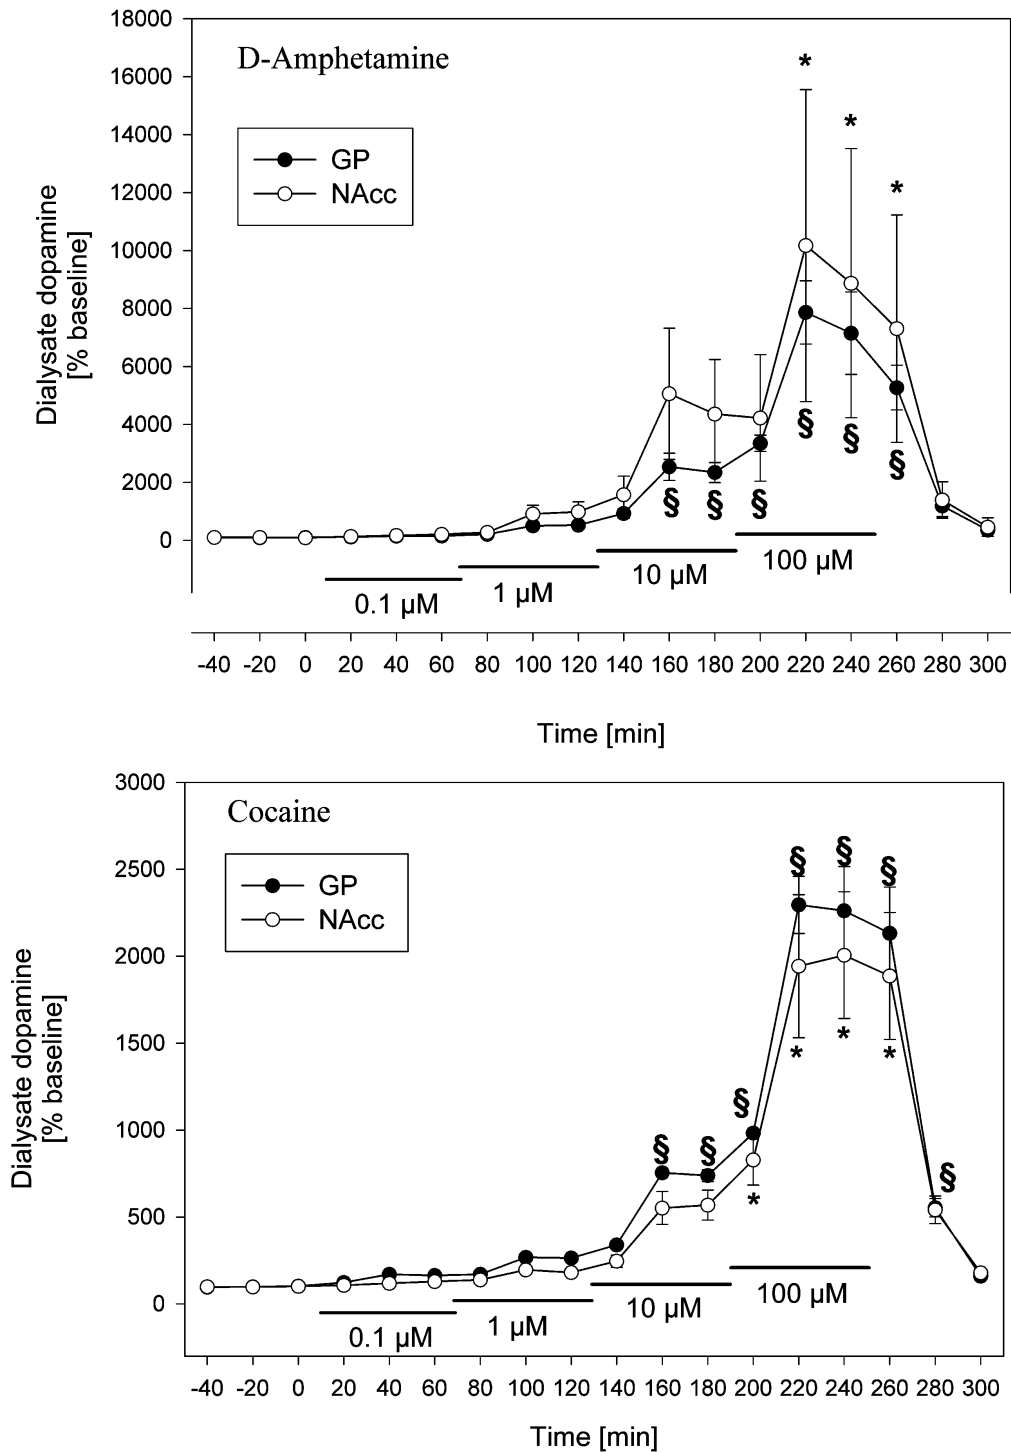 D-Amphetamine
GP
NAcc
Dialysate dopamine
[% baseline]
18000
16000
14000
12000
10000
8000
6000
4000
2000
0
* * *
§ § § § § §
0.1 µM
1 µM
10 µM
100 µM
-40 -20 0 20 40 60 80 100 120 140 160 180 200 220 240 260 280 300
Time [min]
Cocaine
GP
NAcc
Dialysate dopamine
[% baseline]
3000
2500
2000
1500
1000
500
0
§ § § § § § §
* * * *
0.1 µM
1 µM
10 µM
100 µM
-40 -20 0 20 40 60 80 100 120 140 160 180 200 220 240 260 280 300
Time [min]